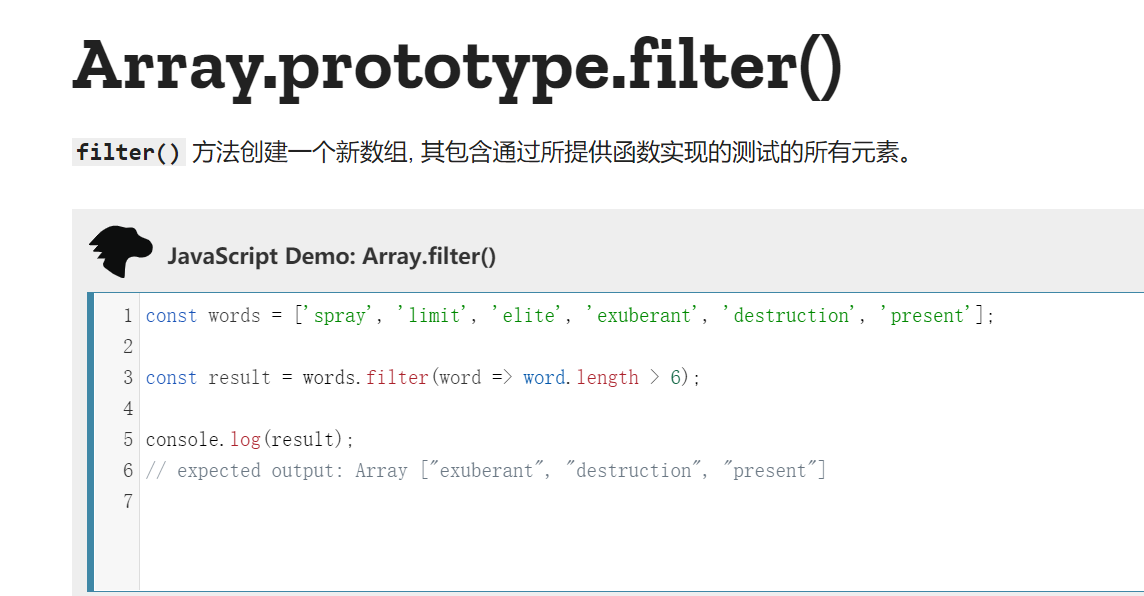 Array.prototype.filter()
filter() 方法创建一个新数组, 其包含通过所提供函数实现的测试的所有元素。
JavaScript Demo: Array.filter()
1 const words = ['spray', 'limit', 'elite', 'exuberant', 'destruction', 'present'];
2
3 const result = words.filter(word => word.length > 6);
4
5 console.log(result);
6 // expected output: Array ["exuberant", "destruction", "present"]
7